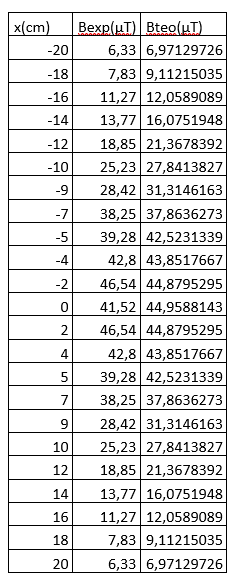 x(cm) Bexp(µT) Bteo(µT)
-20 6,33 6,97129726
-18 7,83 9,11215035
-16 11,27 12,0589089
-14 13,77 16,0751948
-12 18,85 21,3678392
-10 25,23 27,8413827
-9 28,42 31,3146163
-7 38,25 37,8636273
-5 39,28 42,5231339
-4 42,8 43,8517667
-2 46,54 44,8795295
0 41,52 44,9588143
2 46,54 44,8795295
4 42,8 43,8517667
5 39,28 42,5231339
7 38,25 37,8636273
9 28,42 31,3146163
10 25,23 27,8413827
12 18,85 21,3678392
14 13,77 16,0751948
16 11,27 12,0589089
18 7,83 9,11215035
20 6,33 6,97129726